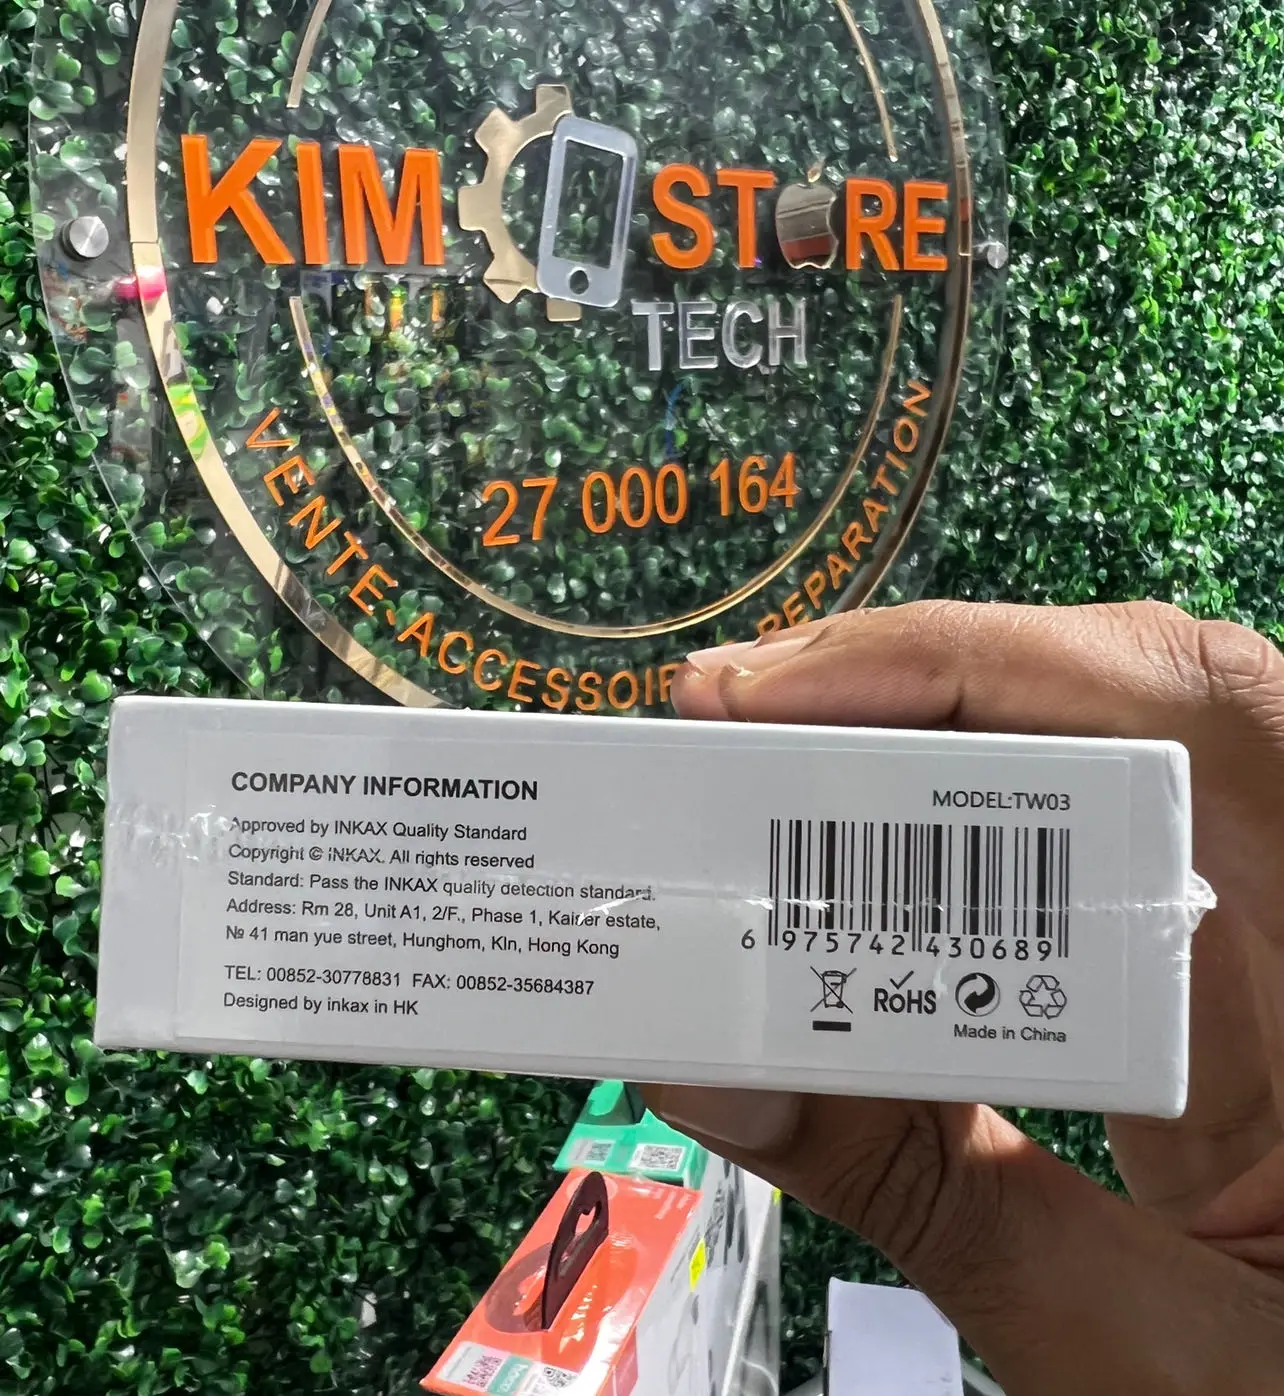 KIM STORE
TECH
27 000 164
VENTE-ACCESSOIR
REPARATION
COMPANY INFORMATION
Approved by INKAX Quality Standard
Copyright © INKAX. All rights reserved
Standard: Pass the INKAX quality detection standard.
Address: Rm 28, Unit A1, 2/F., Phase 1, Kaiser estate,
№ 41 man yue street, Hunghom, Kln, Hong Kong
TEL: 00852-30778831 FAX: 00852-35684387
Designed by inkax in HK
MODEL:TW03
6 975742 430689
RoHS
Made in China